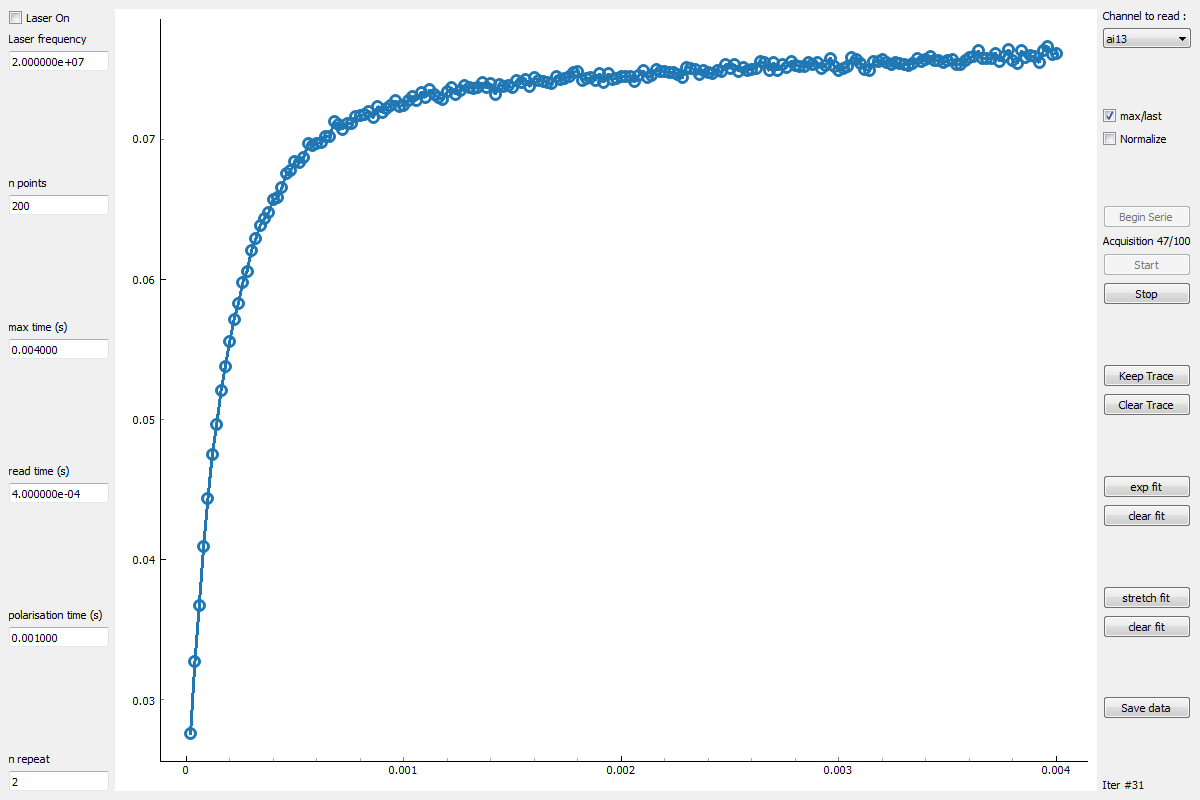 Laser On
Laser frequency
2.000000e+07
n points
200
max time (s)
0.004000
read time (s)
4.000000e-04
polarisation time (s)
0.001000
n repeat
2
0.07
0.06
0.05
0.04
0.03
0
0.001
0.002
0.003
0.004
Channel to read :
ai13
max/last
Normalize
Begin Serie
Acquisition 47/100
Start
Stop
Keep Trace
Clear Trace
exp fit
clear fit
stretch fit
clear fit
Save data
Iter #31